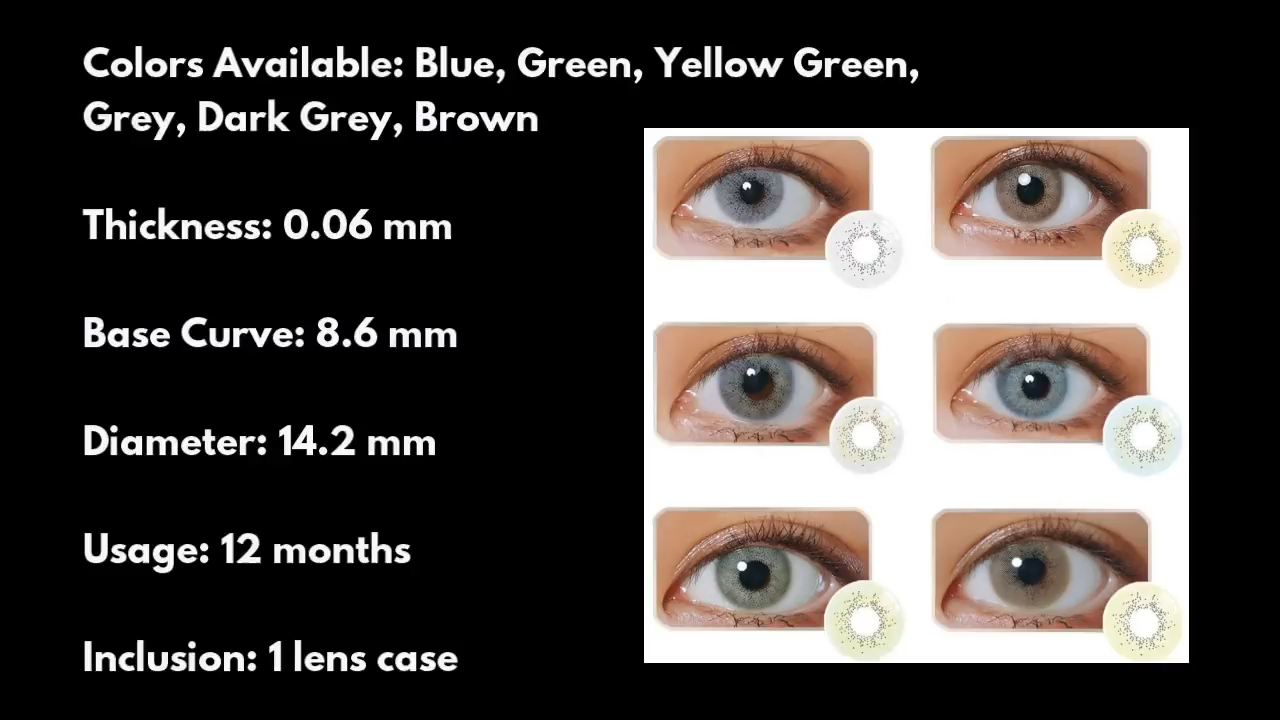 Colors Available: Blue, Green, Yellow Green,
Grey, Dark Grey, Brown
Thickness: 0.06 mm
Base Curve: 8.6 mm
Diameter: 14.2 mm
Usage: 12 months
Inclusion: 1 lens case